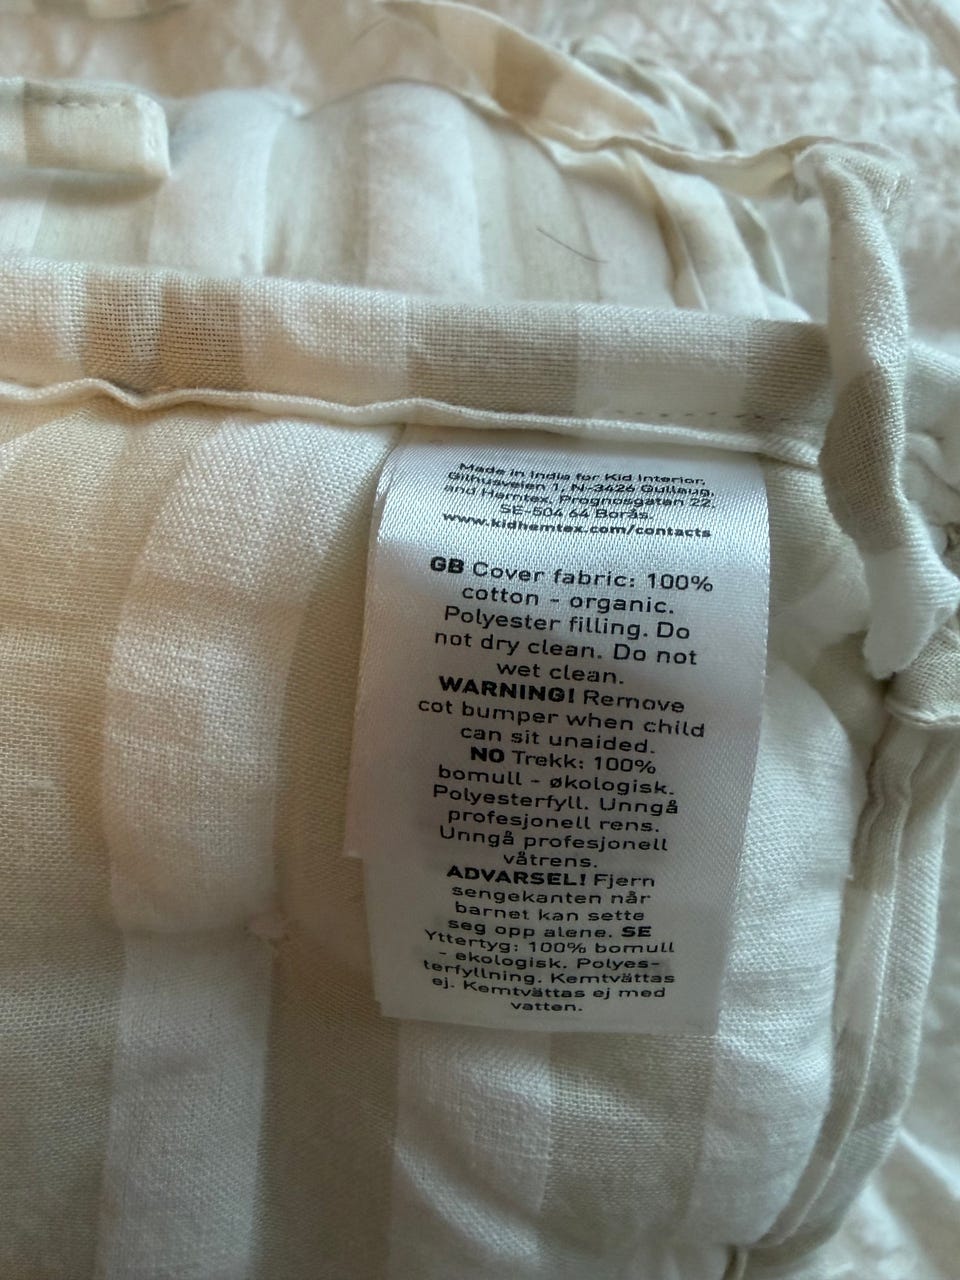 Made in India for Kid Interior,
Gilhusveien 1, N-3426 Gullaug,
and Hemtex, Prognosgatan 22,
SE-504 64 Borås.
www.kidhemtex.com/contacts
GB Cover fabric: 100%
cotton - organic.
Polyester filling. Do
not dry clean. Do not
wet clean.
WARNING! Remove
cot bumper when child
can sit unaided.
NO Trekk: 100%
bomull - økologisk.
Polyesterfyll. Unngå
profesjonell rens.
Unngå profesjonell
våtrens.
ADVARSEL! Fjern
sengekanten når
barnet kan sette
seg opp alene. SE
Yttertyg: 100% bomull
- ekologisk. Polyes-
terfyllning. Kemtvättas
ej. Kemtvättas ej med
vatten.